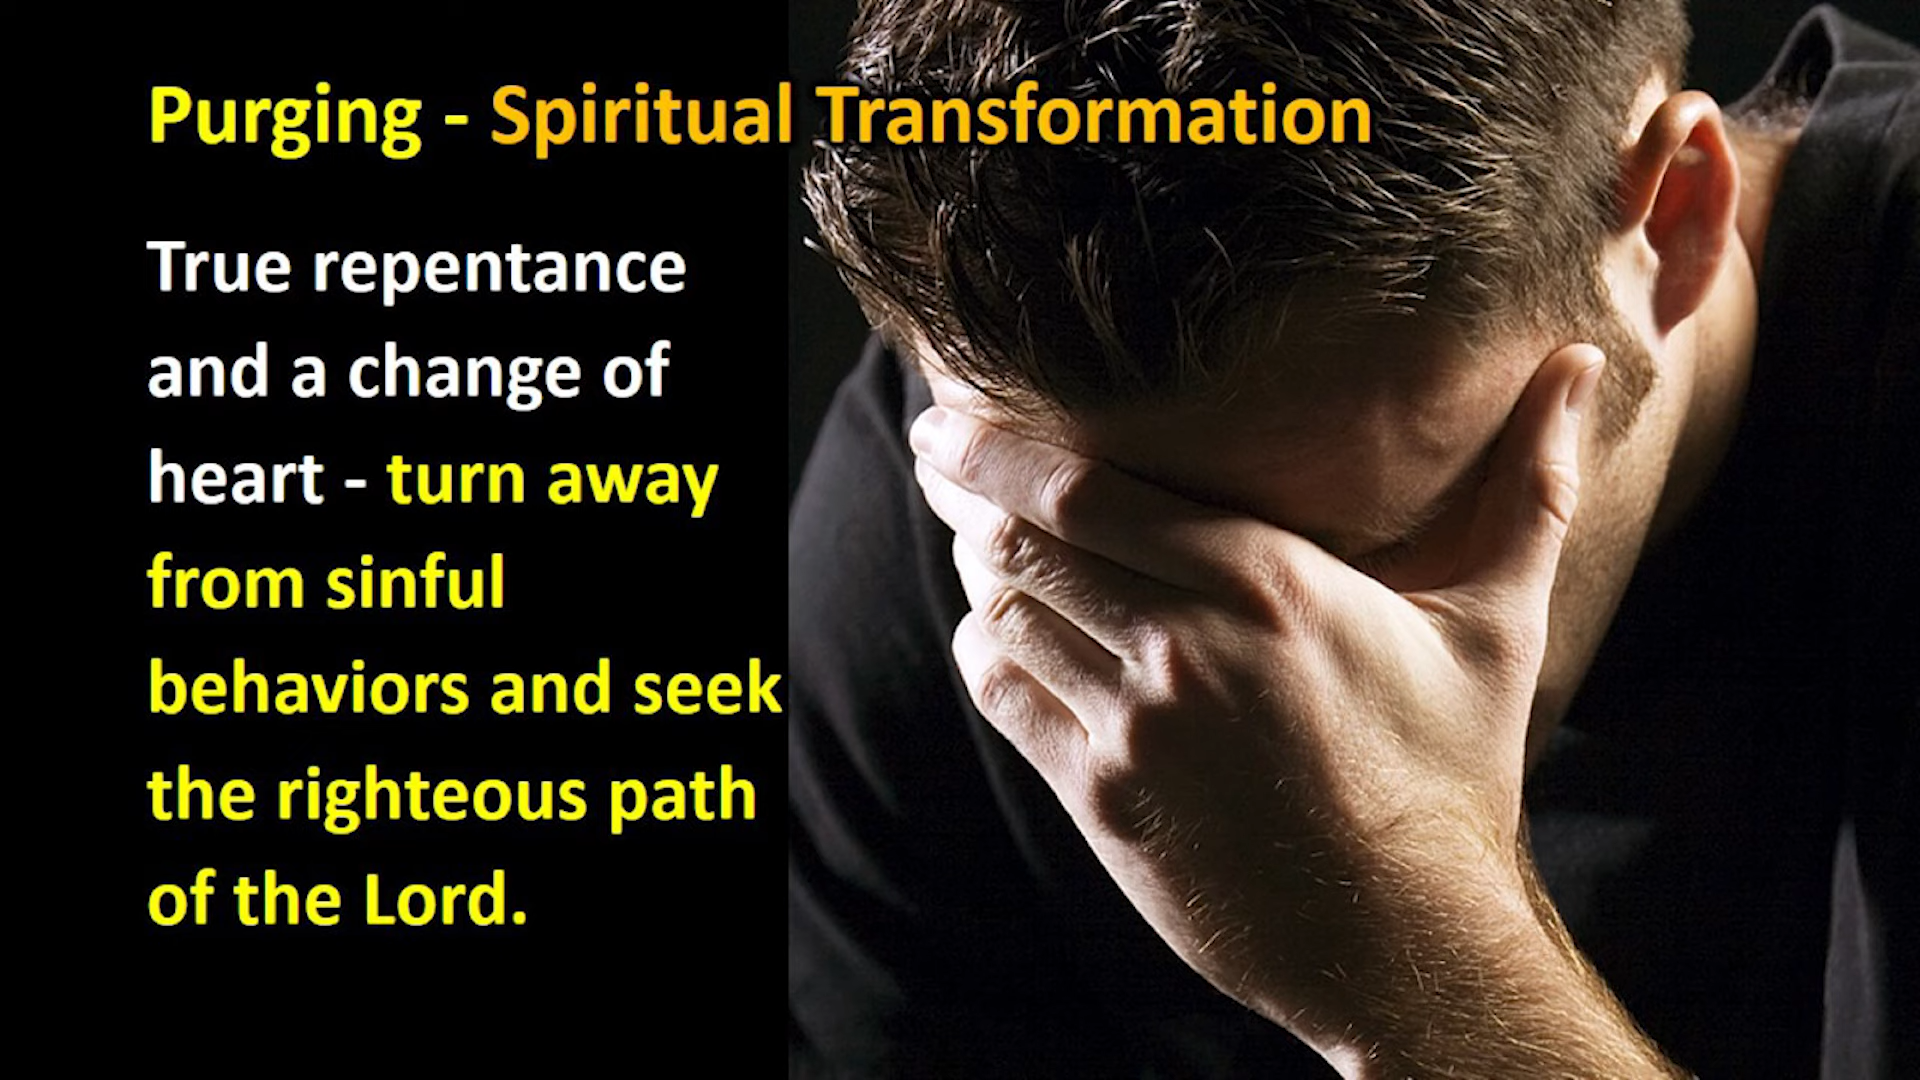 Purging - Spiritual Transformation
True repentance
and a change of
heart - turn away
from sinful
behaviors and seek
the righteous path
of the Lord.